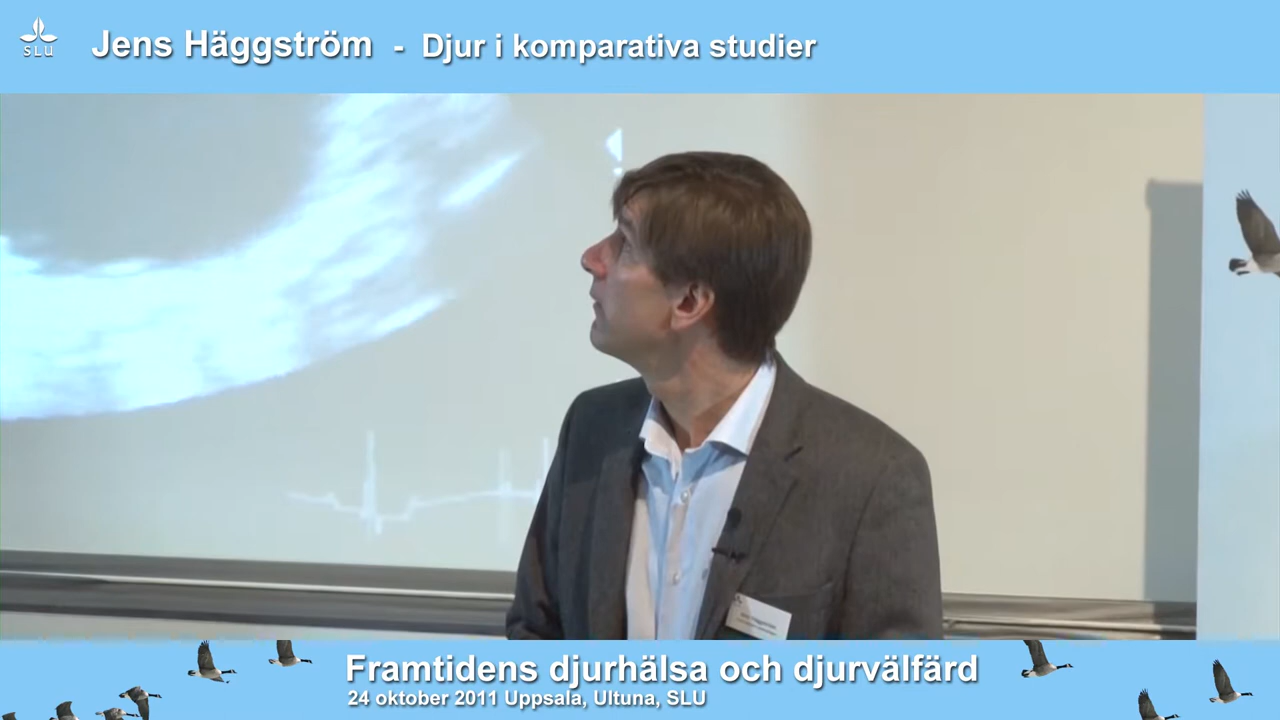 SLU
Jens Häggström - Djur i komparativa studier
Framtidens djurhälsa och djurvälfärd
24 oktober 2011 Uppsala, Ultuna, SLU